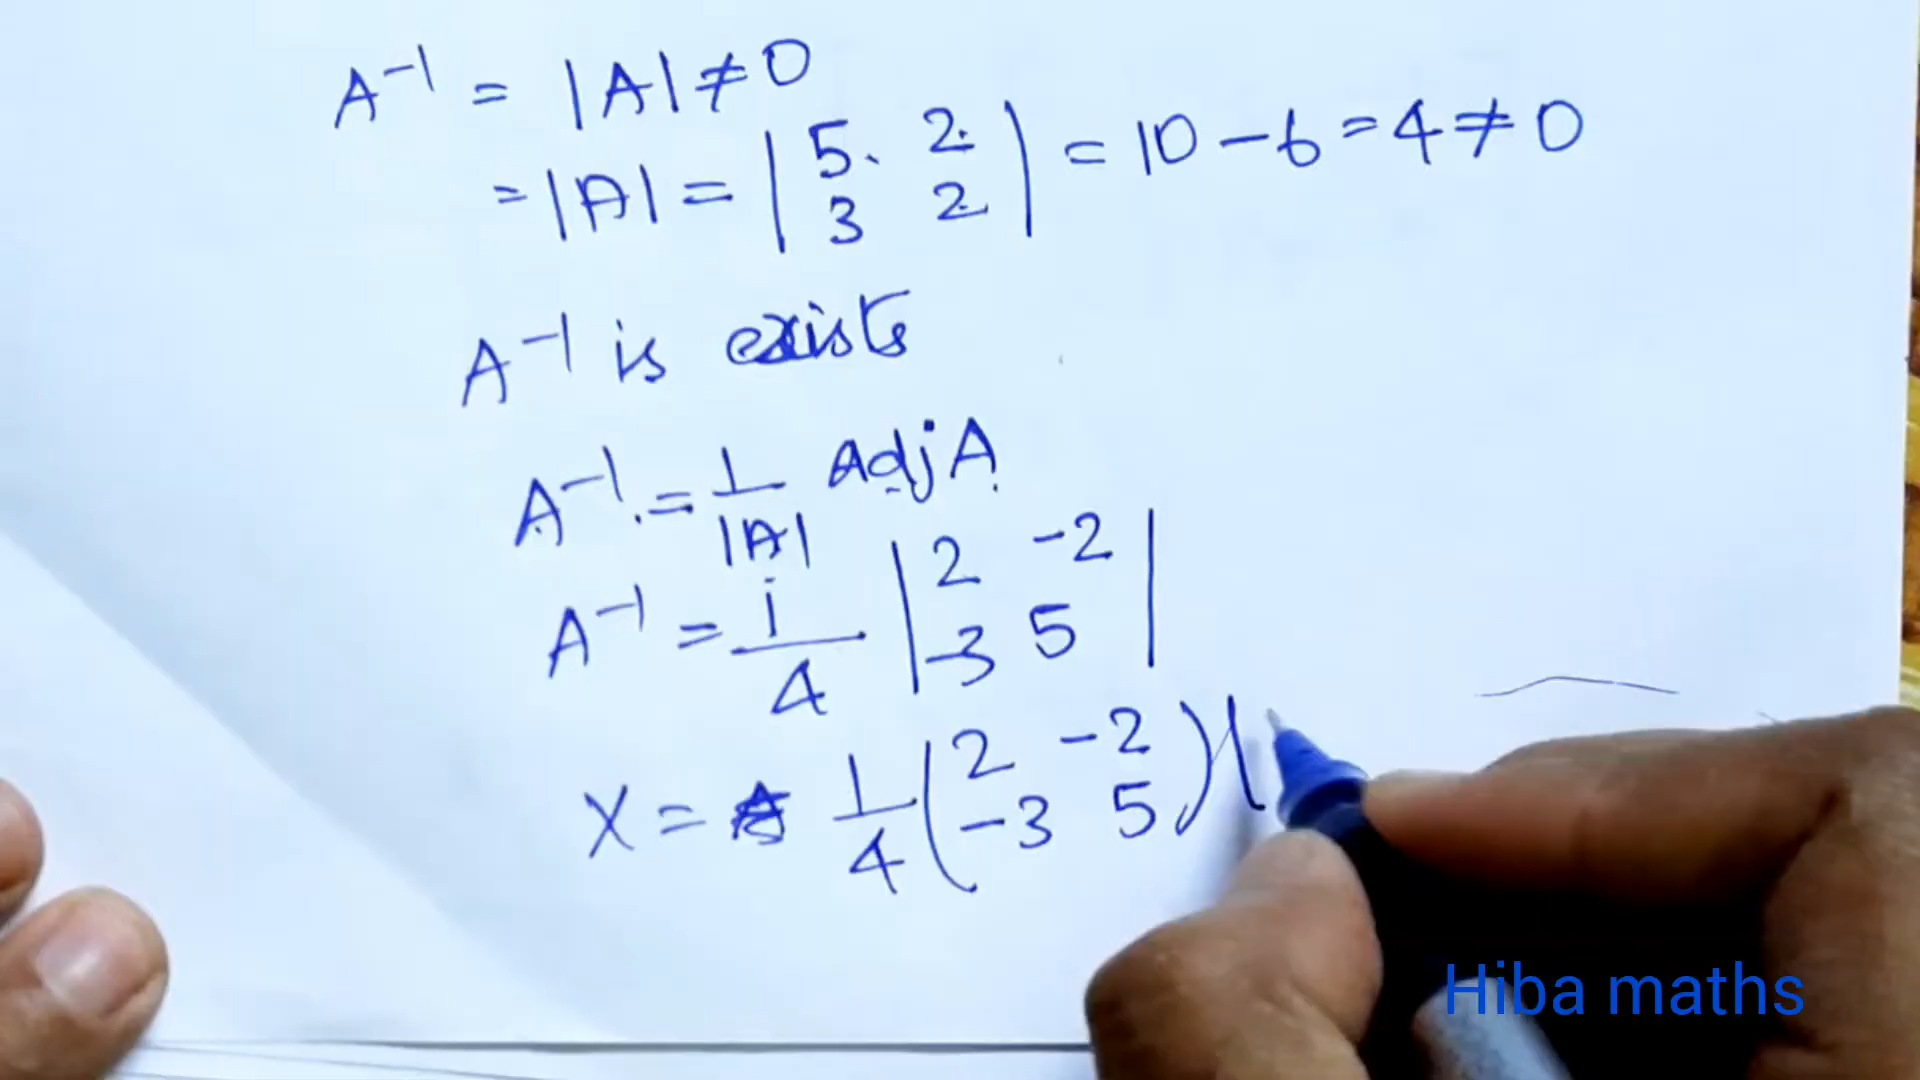 A⁻¹ = |A| ≠ 0
= |A| = | 5 2 | = 10 - 6 = 4 ≠ 0
3 2
A⁻¹ is exists
A⁻¹ = 1/|A| AdjA
A⁻¹ = 1/4 | 2 -2 |
-3 5
X = 1/4 ( 2 -2 ) (
-3 5
Hiba maths